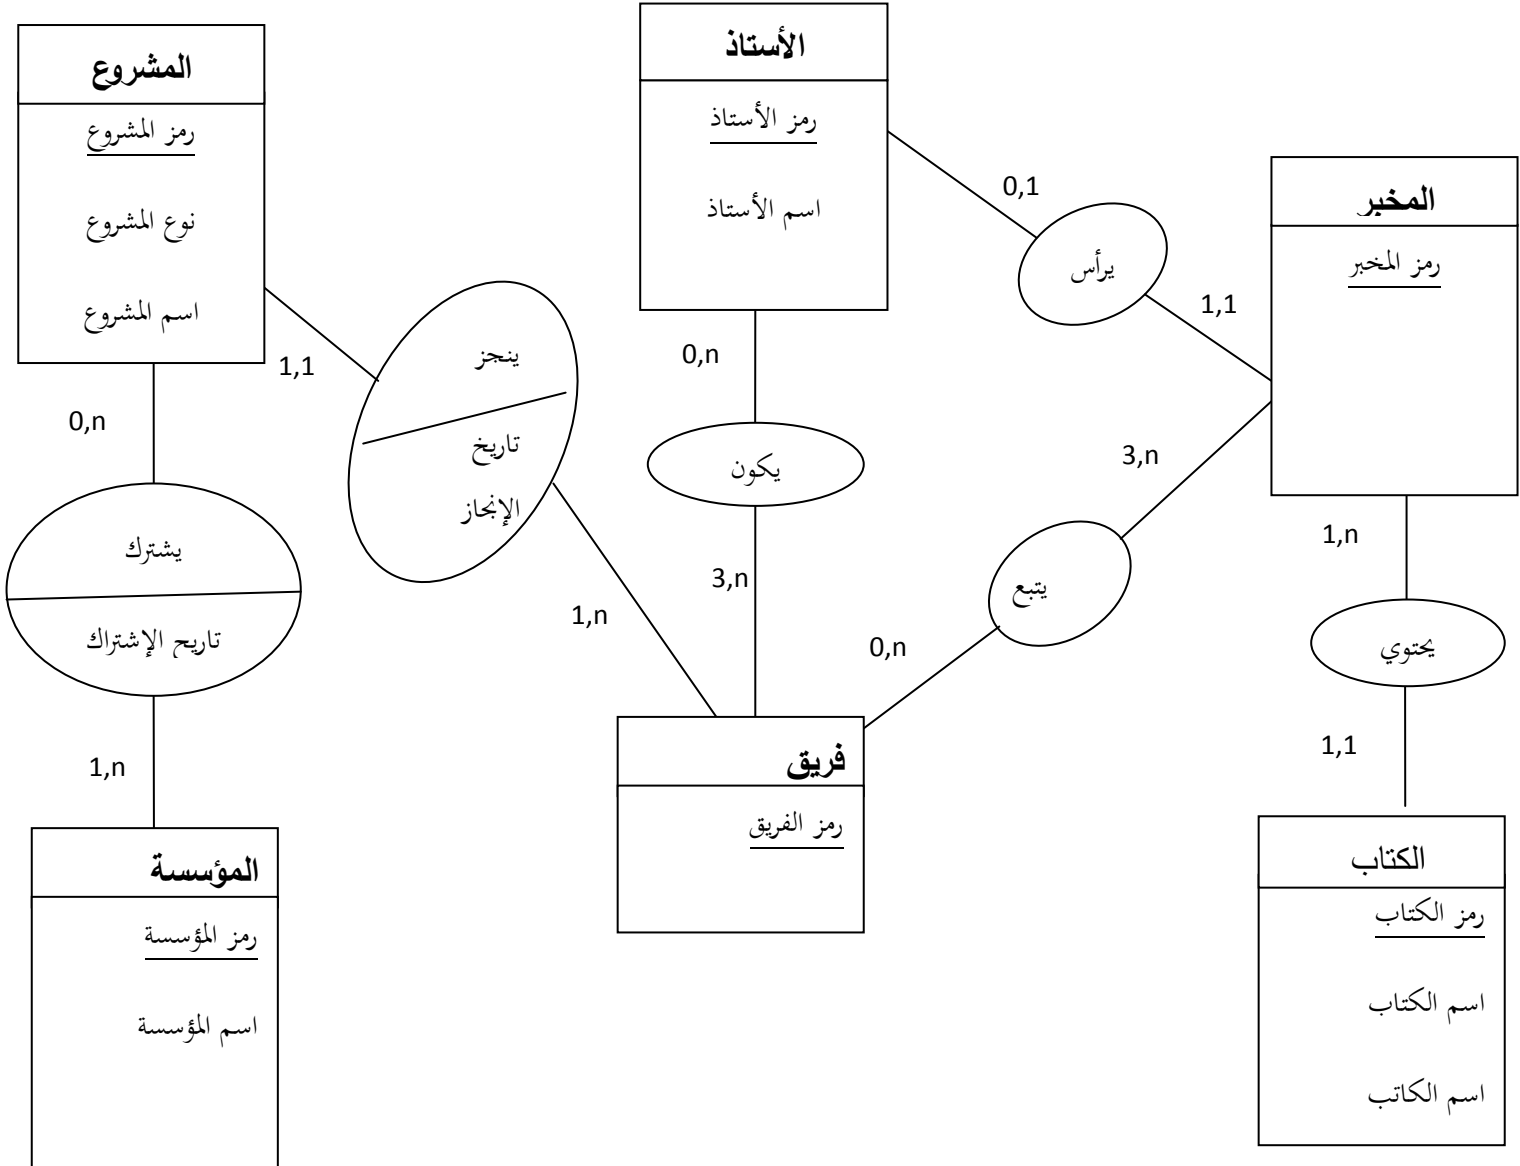 المشروع
رمز المشروع
نوع المشروع
اسم المشروع
الأستاذ
رمز الأستاذ
اسم الأستاذ
المخبر
رمز المخبر
0,1
يرأس
1,1
1,1
ينجز
تاريخ
الإنجاز
1,n
0,n
يكون
3,n
3,n
يتبع
0,n
0,n
يشترك
تاريح الإشتراك
1,n
1,n
يحتوي
1,1
فريق
رمز الفريق
المؤسسة
رمز المؤسسة
اسم المؤسسة
الكتاب
رمز الكتاب
اسم الكتاب
اسم الكاتب